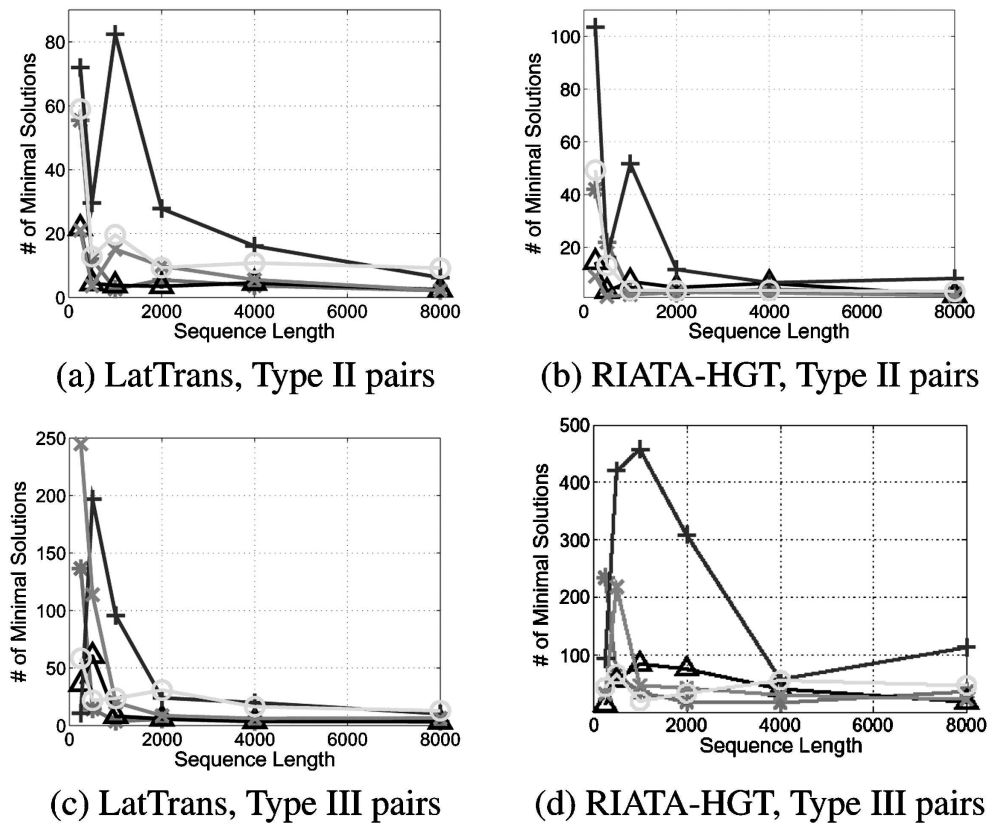 # of Minimal Solutions
80
60
40
20
0
0 2000 4000 6000 8000
Sequence Length
(a) LatTrans, Type II pairs
# of Minimal Solutions
100
80
60
40
20
0 2000 4000 6000 8000
Sequence Length
(b) RIATA-HGT, Type II pairs
# of Minimal Solutions
250
200
150
100
50
0
0 2000 4000 6000 8000
Sequence Length
(c) LatTrans, Type III pairs
# of Minimal Solutions
500
400
300
200
100
0 2000 4000 6000 8000
Sequence Length
(d) RIATA-HGT, Type III pairs